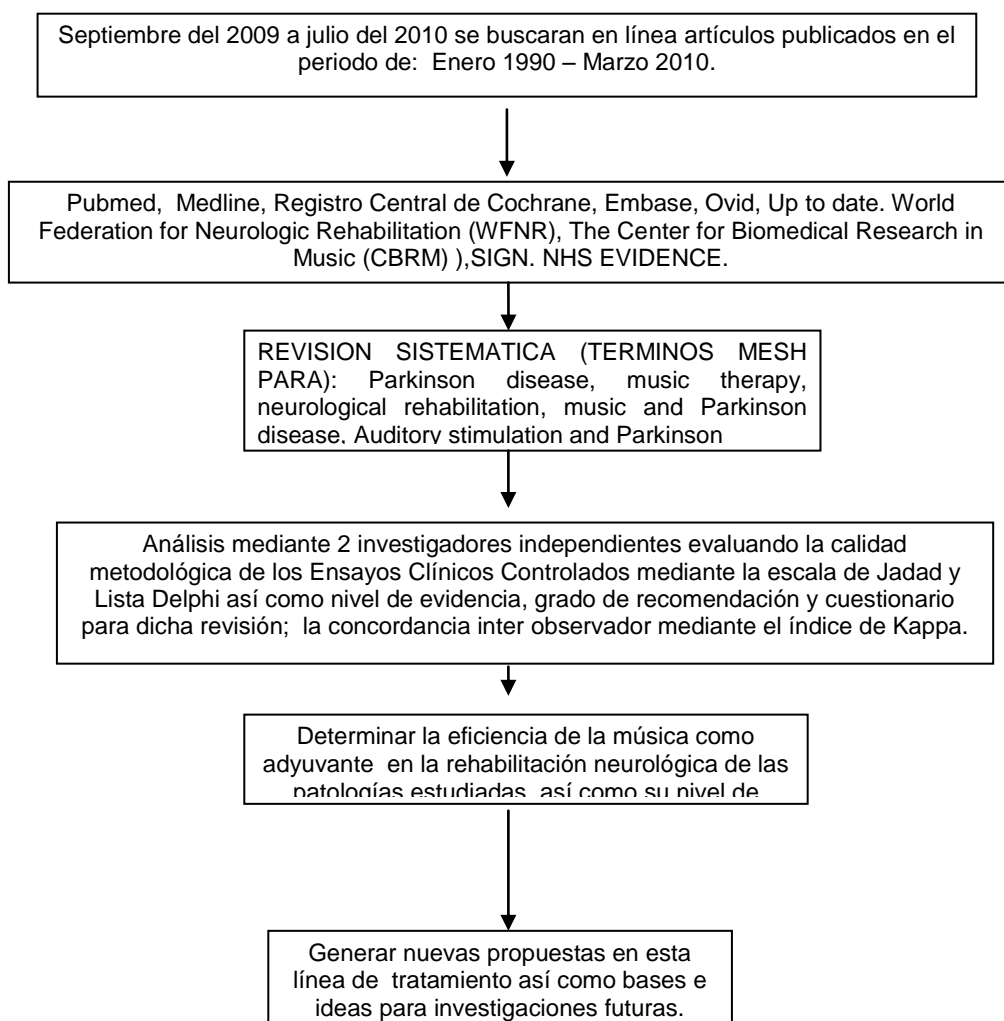 Septiembre del 2009 a julio del 2010 se buscaran en línea artículos publicados en el
periodo de: Enero 1990 – Marzo 2010.
Pubmed, Medline, Registro Central de Cochrane, Embase, Ovid, Up to date. World
Federation for Neurologic Rehabilitation (WFNR), The Center for Biomedical Research in
Music (CBRM) ),SIGN. NHS EVIDENCE.
REVISION SISTEMATICA (TERMINOS MESH
PARA): Parkinson disease, music therapy,
neurological rehabilitation, music and Parkinson
disease, Auditory stimulation and Parkinson
Análisis mediante 2 investigadores independientes evaluando la calidad
metodológica de los Ensayos Clínicos Controlados mediante la escala de Jadad y
Lista Delphi así como nivel de evidencia, grado de recomendación y cuestionario
para dicha revisión; la concordancia inter observador mediante el índice de Kappa.
Determinar la eficiencia de la música como
adyuvante en la rehabilitación neurológica de las
patologías estudiadas así como su nivel de
Generar nuevas propuestas en esta
línea de tratamiento así como bases e
ideas para investigaciones futuras.